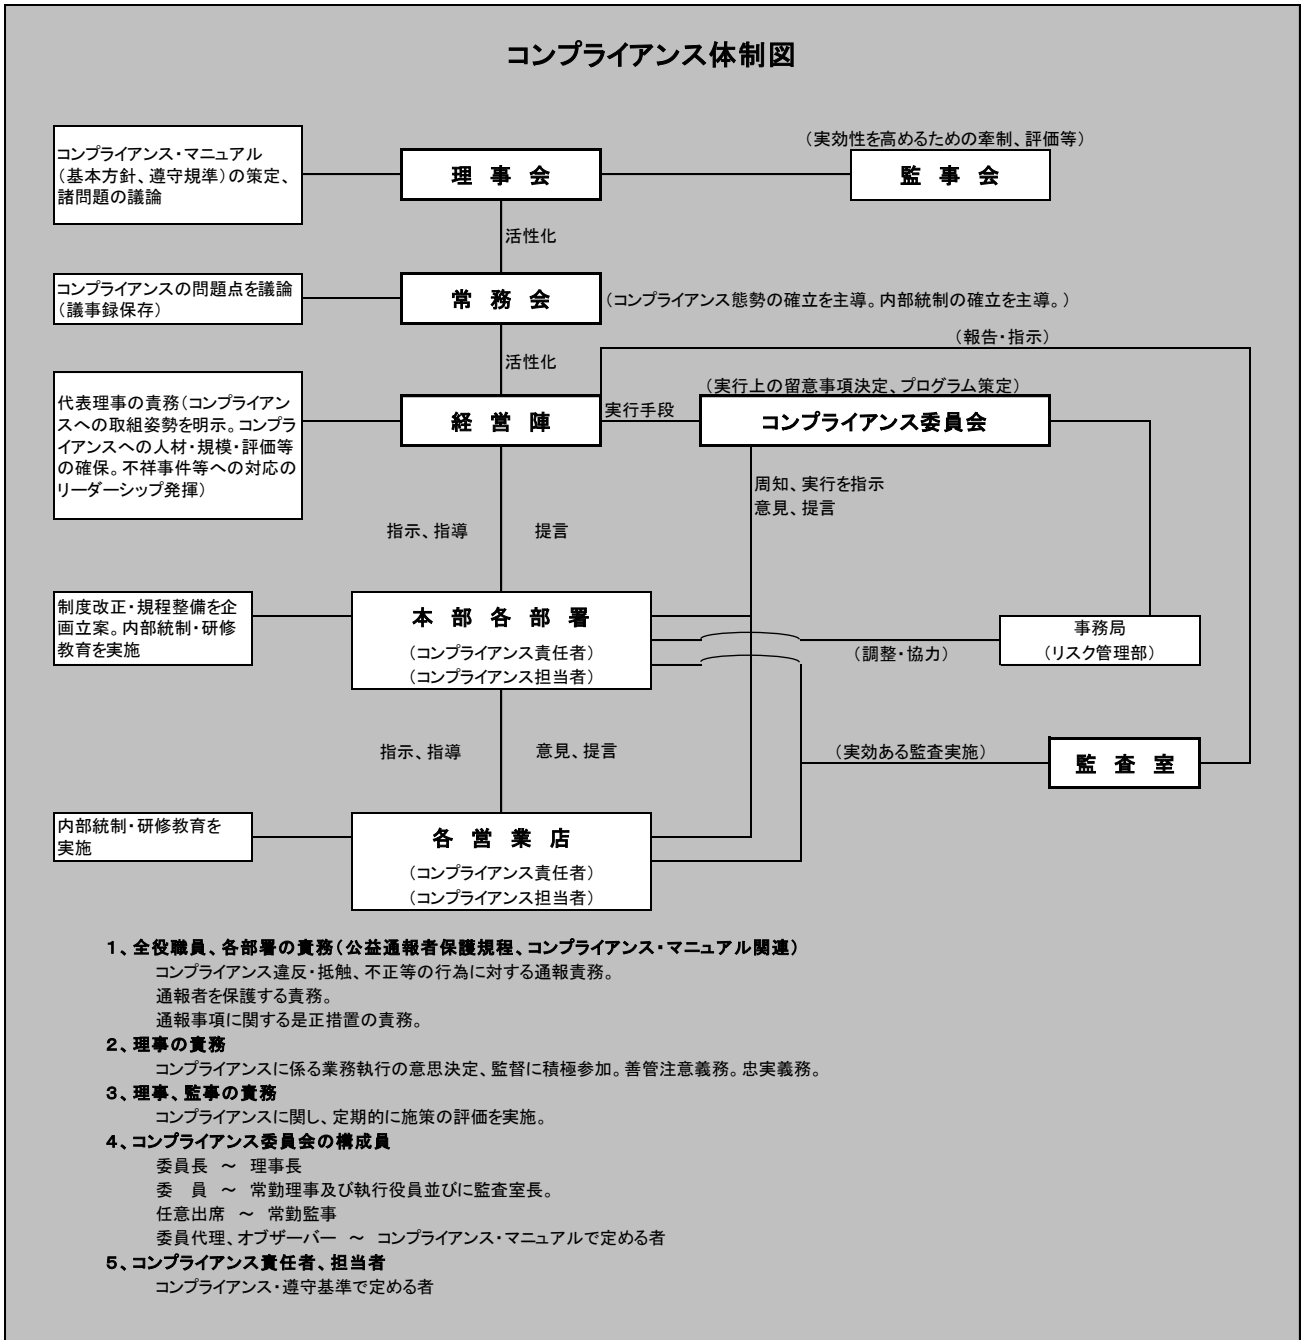 コンプライアンス体制図
コンプライアンス・マニュアル
（基本方針、遵守規準）の策定、
諸問題の議論
理　事　会
（実効性を高めるための牽制、評価等）
監　事　会
活性化
コンプライアンスの問題点を議論
（議事録保存）
常　務　会
（コンプライアンス態勢の確立を主導。内部統制の確立を主導。）
活性化
（報告・指示）
代表理事の責務（コンプライアン
スへの取組姿勢を明示。コンプラ
イアンスへの人材・規模・評価等
の確保。不祥事件等への対応の
リーダーシップ発揮）
経　営　陣
実行手段
（実行上の留意事項決定、プログラム策定）
コンプライアンス委員会
周知、実行を指示
意見、提言
指示、指導
提言
制度改正・規程整備を企
画立案。内部統制・研修
教育を実施
本　部　各　部　署
（コンプライアンス責任者）
（コンプライアンス担当者）
（調整・協力）
事務局
（リスク管理部）
指示、指導
意見、提言
（実効ある監査実施）
監　査　室
内部統制・研修教育を
実施
各　営　業　店
（コンプライアンス責任者）
（コンプライアンス担当者）
１、全役職員、各部署の責務（公益通報者保護規程、コンプライアンス・マニュアル関連）
コンプライアンス違反・抵触、不正等の行為に対する通報責務。
通報者を保護する責務。
通報事項に関する是正措置の責務。
２、理事の責務
コンプライアンスに係る業務執行の意思決定、監督に積極参加。善管注意義務。忠実義務。
３、理事、監事の責務
コンプライアンスに関し、定期的に施策の評価を実施。
４、コンプライアンス委員会の構成員
委員長　～　理事長
委　員　～　常勤理事及び執行役員並びに監査室長。
任意出席　～　常勤監事
委員代理、オブザーバー　～　コンプライアンス・マニュアルで定める者
５、コンプライアンス責任者、担当者
コンプライアンス・遵守基準で定める者